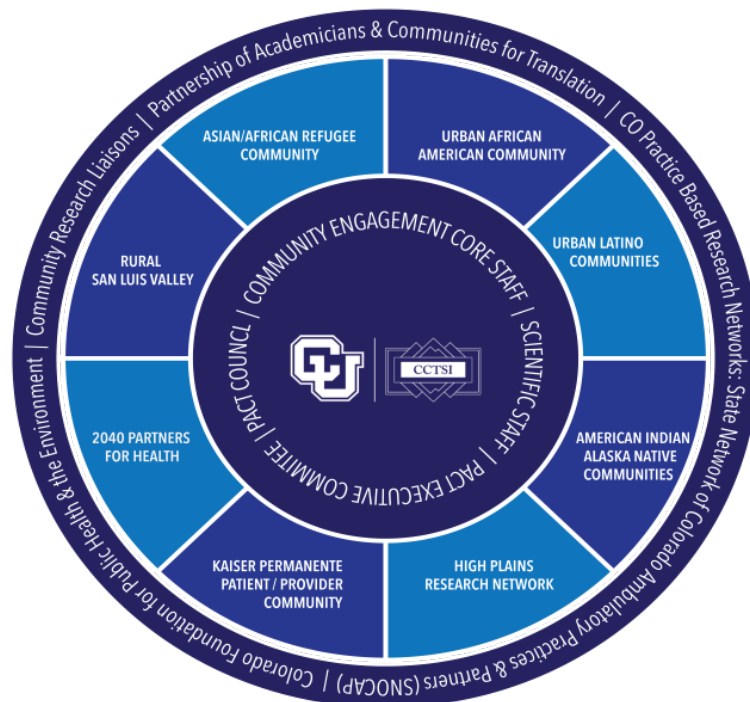 Community Research Liaisons | Partnership of Academicians & Communities for Translation | CO Practice Based Research Networks: State Network of Colorado Ambulatory Practices & Partners (SNOCAP) | Colorado Foundation for Public Health & the Environment |
ASIAN/AFRICAN REFUGEE
COMMUNITY
URBAN AFRICAN
AMERICAN COMMUNITY
URBAN LATINO
COMMUNITIES
AMERICAN INDIAN
ALASKA NATIVE
COMMUNITIES
HIGH PLAINS
RESEARCH NETWORK
KAISER PERMANENTE
PATIENT / PROVIDER
COMMUNITY
2040 PARTNERS
FOR HEALTH
RURAL
SAN LUIS VALLEY
COMMUNITY ENGAGEMENT CORE STAFF | SCIENTIFIC STAFF | PACT EXECUTIVE COMMITEE | PACT COUNCL |
CU
CCTSI